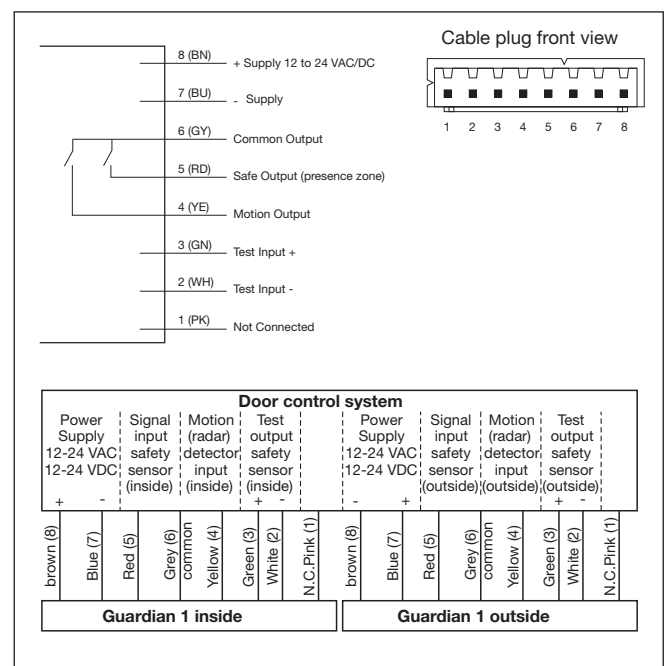 Cable plug front view
1 2 3 4 5 6 7 8
8 (BN) + Supply 12 to 24 VAC/DC
7 (BU) - Supply
6 (GY) Common Output
5 (RD) Safe Output (presence zone)
4 (YE) Motion Output
3 (GN) Test Input +
2 (WH) Test Input -
1 (PK) Not Connected
Door control system
Power Signal Motion Test Power Signal Motion Test
Supply input (radar) output Supply input (radar) output
12-24 VAC safety detector safety 12-24 VAC safety detector safety
12-24 VDC sensor input sensor 12-24 VDC sensor input sensor
(inside) (inside) (inside) (outside) (outside) (outside)
+ - + - - + + -
brown (8)
Blue (7)
Red (5)
Grey (6)
common
Yellow (4)
Green (3)
White (2)
N.C.Pink (1)
brown (8)
Blue (7)
Red (5)
Grey (6)
common
Yellow (4)
Green (3)
White (2)
N.C.Pink (1)
Guardian 1 inside
Guardian 1 outside